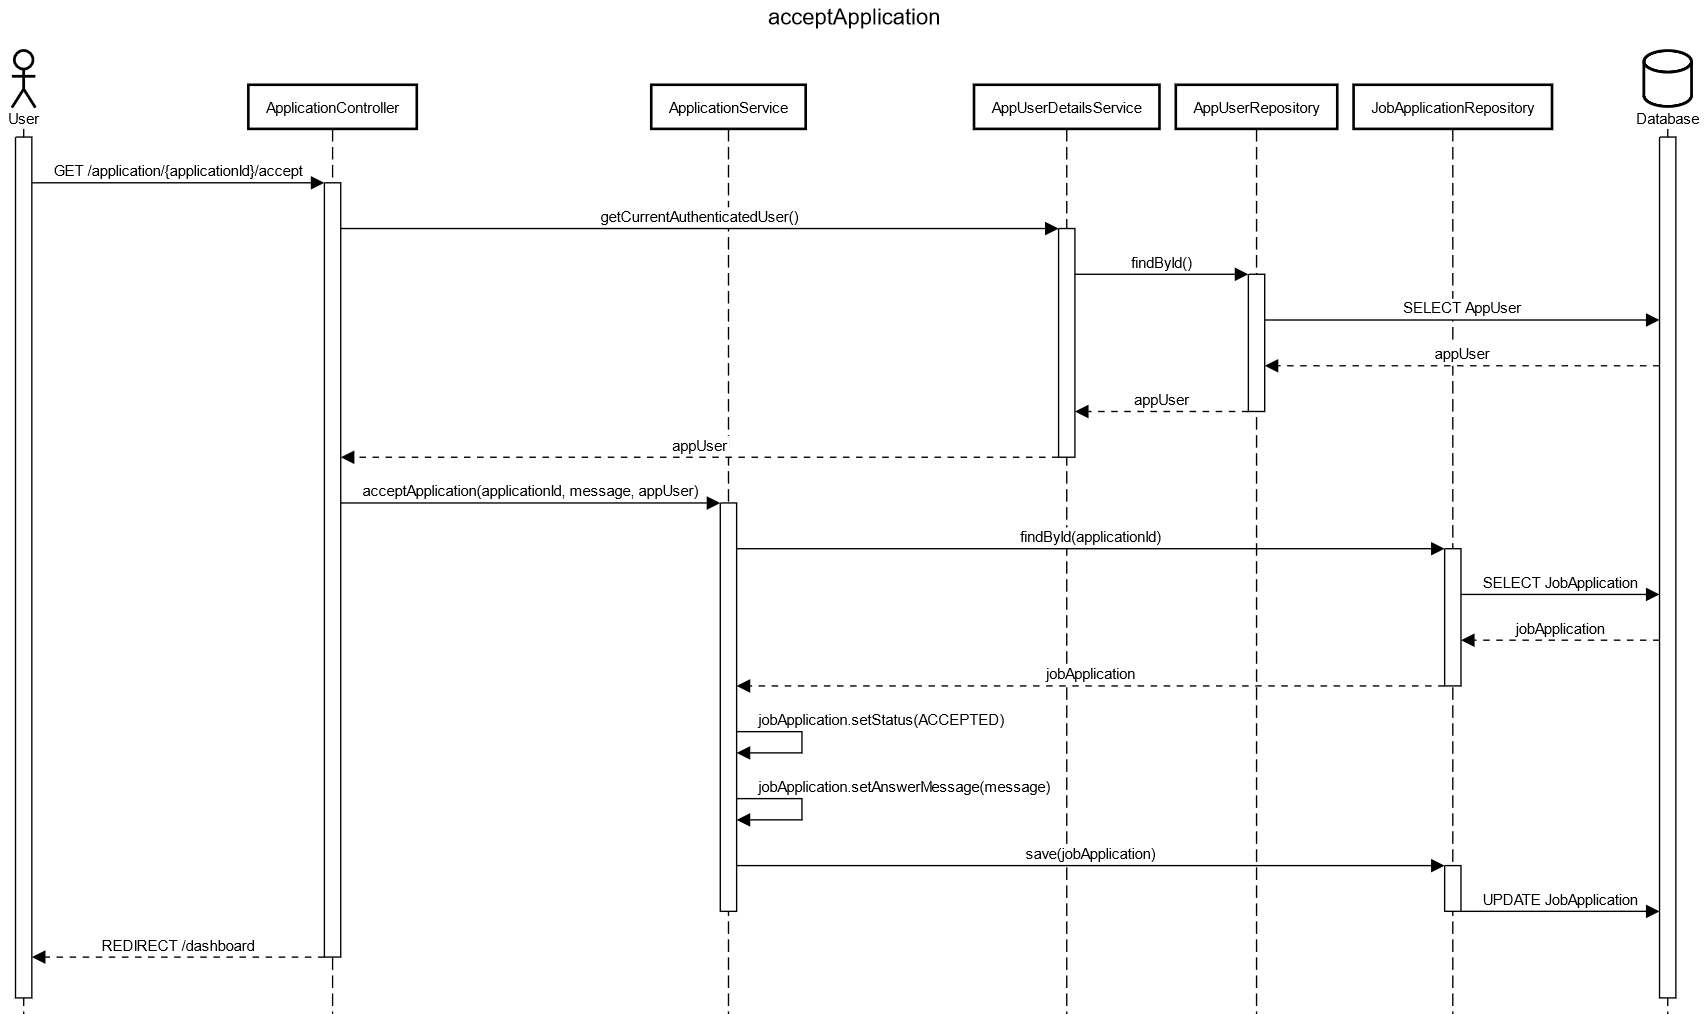 acceptApplication
User
ApplicationController
ApplicationService
AppUserDetailsService
AppUserRepository
JobApplicationRepository
Database
GET /application/{applicationId}/accept
getCurrentAuthenticatedUser()
findById()
SELECT AppUser
appUser
appUser
appUser
acceptApplication(applicationId, message, appUser)
findById(applicationId)
SELECT JobApplication
jobApplication
jobApplication
jobApplication.setStatus(ACCEPTED)
jobApplication.setAnswerMessage(message)
save(jobApplication)
UPDATE JobApplication
REDIRECT /dashboard